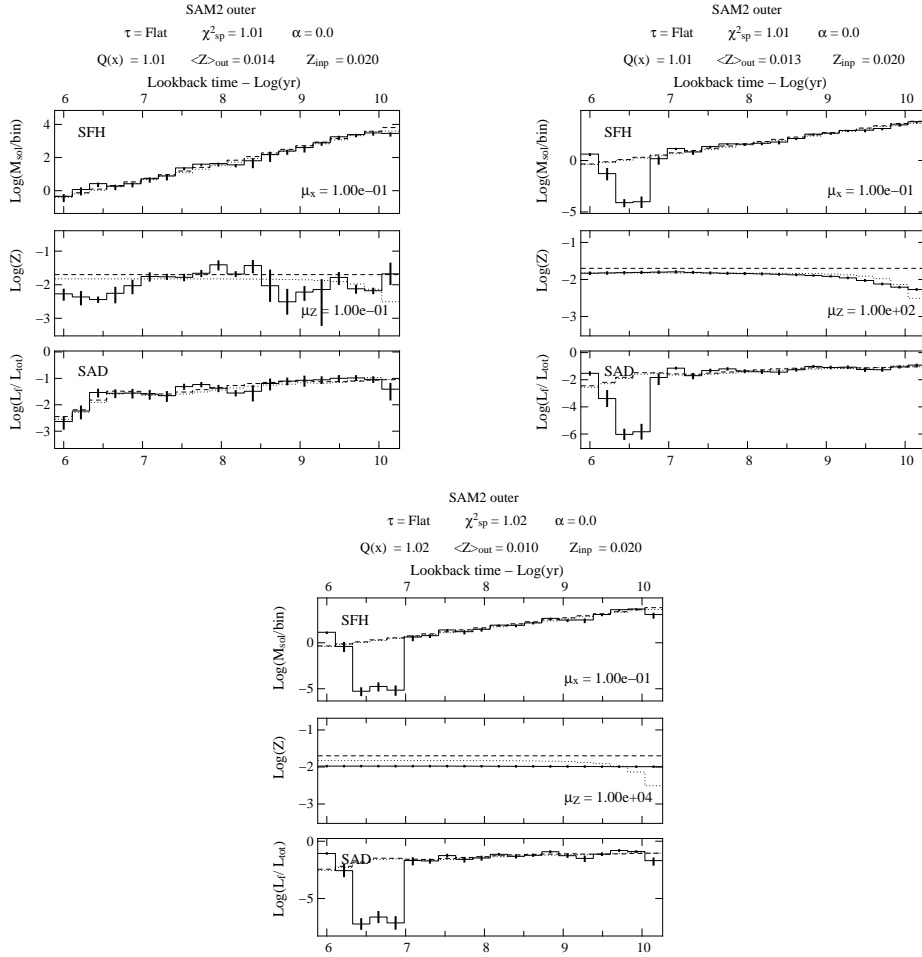 SAM2 outer
τ = Flat χ²sp = 1.01 α = 0.0
Q(x) = 1.01 <Z>out = 0.014 Zinp = 0.020
Lookback time − Log(yr)
6 7 8 9 10
Log(Msol/bin)
4
2
0
SFH
μx = 1.00e−01
Log(Z)
−1
−2
−3
μZ = 1.00e−01
Log(Lf/ Ltot)
0
−1
−2
−3
SAD
6 7 8 9 10
τ = Flat χ²sp = 1.01 α = 0.0
Q(x) = 1.01 <Z>out = 0.013 Zinp = 0.020
Lookback time − Log(yr)
6 7 8 9 10
Log(Msol/bin)
0
−5
SFH
μx = 1.00e−01
Log(Z)
−1
−2
−3
μZ = 1.00e+02
Log(Lf/ Ltot)
0
−2
−4
−6
SAD
6 7 8 9 10
SAM2 outer
τ = Flat χ²sp = 1.02 α = 0.0
Q(x) = 1.02 <Z>out = 0.010 Zinp = 0.020
Lookback time − Log(yr)
6 7 8 9 10
Log(Msol/bin)
0
−5
SFH
μx = 1.00e−01
Log(Z)
−1
−2
−3
μZ = 1.00e+04
Log(Lf/ Ltot)
0
−5
SAD
6 7 8 9 10